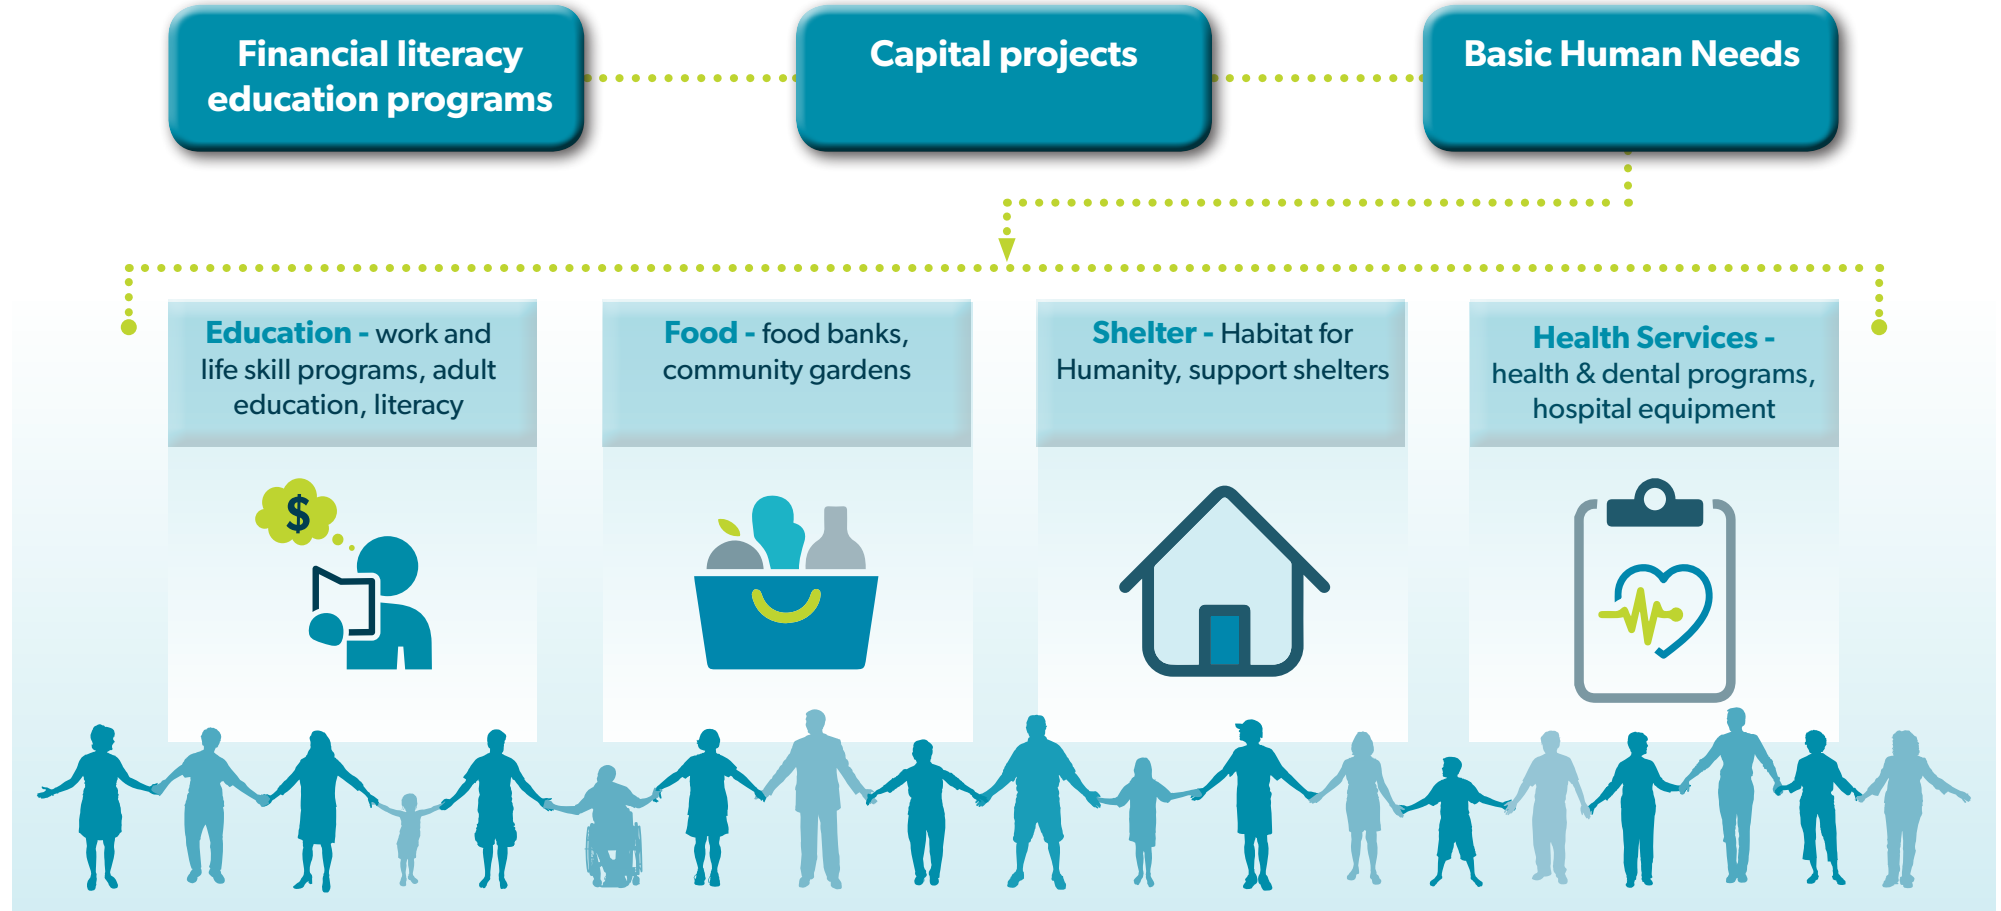 Financial literacy
education programs
Capital projects
Basic Human Needs
Education - work and
life skill programs, adult
education, literacy
Food - food banks,
community gardens
Shelter - Habitat for
Humanity, support shelters
Health Services -
health & dental programs,
hospital equipment
$